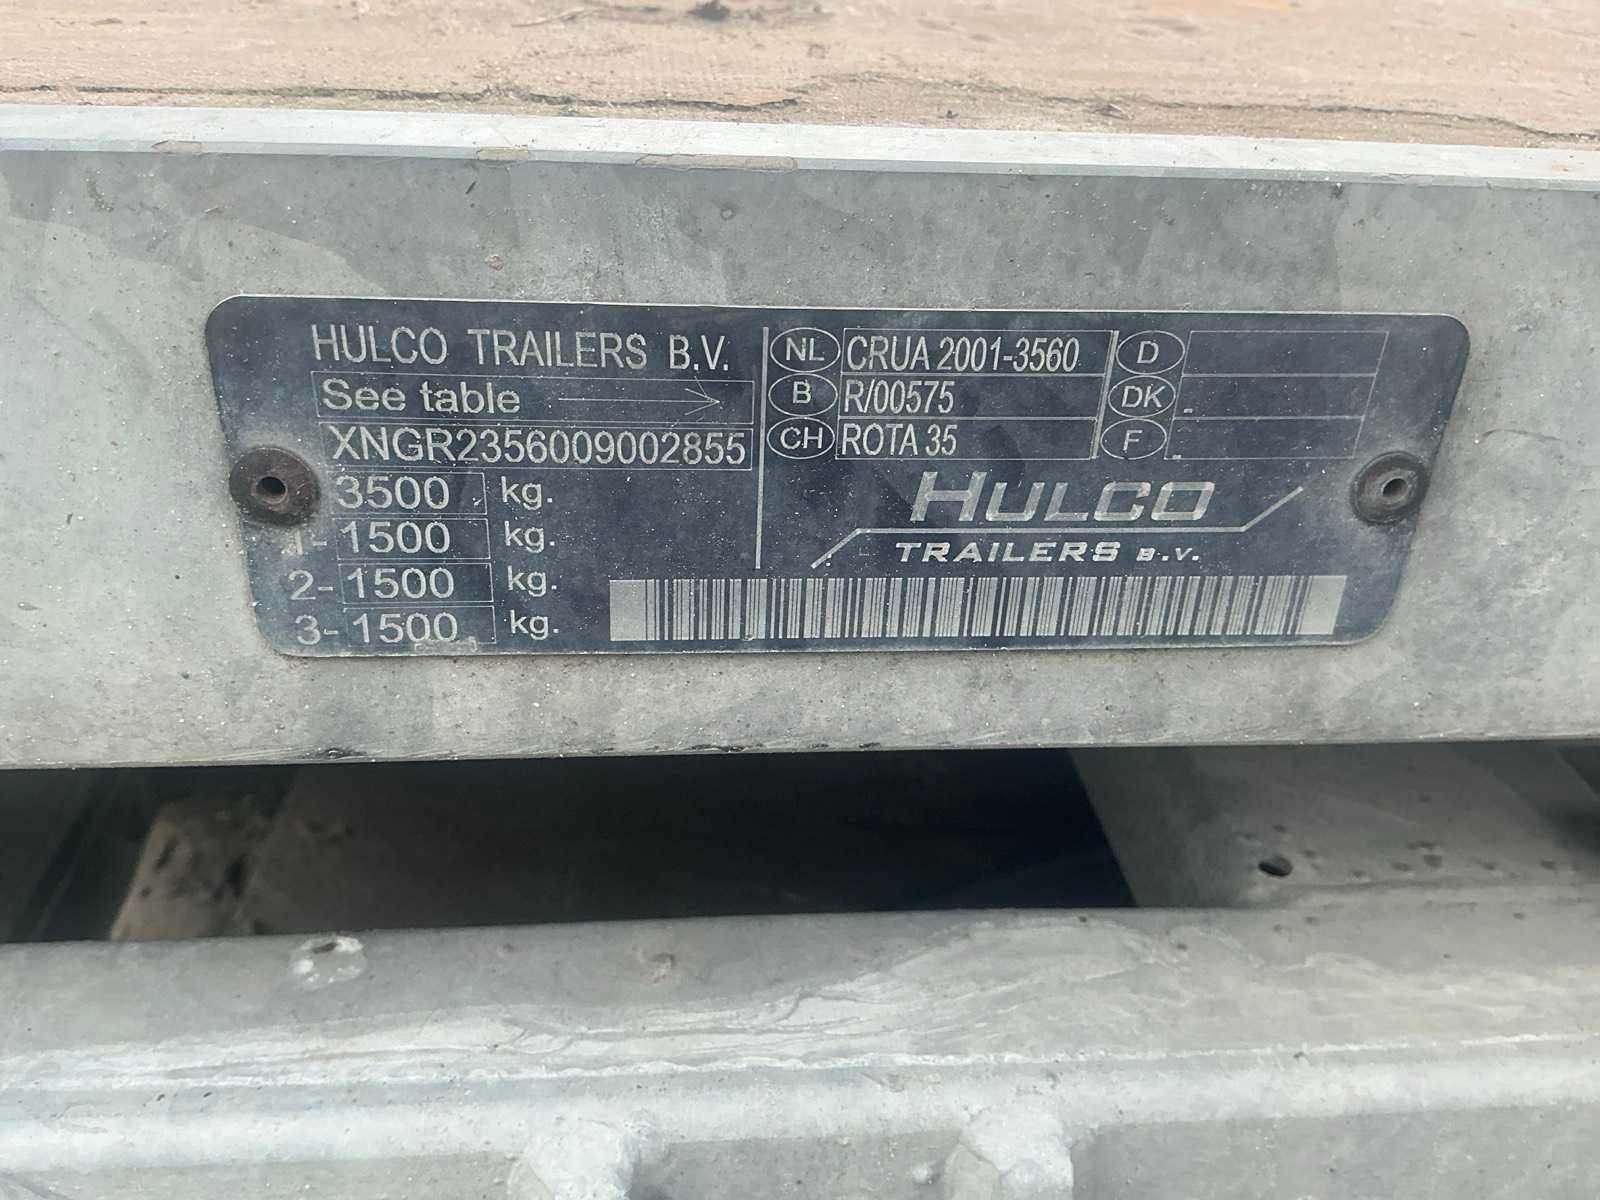 HULCO TRAILERS B.V.
See table
XNGR2356009002855
3500 kg.
1-1500 kg.
2-1500 kg.
3-1500 kg.
NL CRUA 2001-3560
B R/00575
CH ROTA 35
D
DK -
F -
HULCO
TRAILERS B.V.